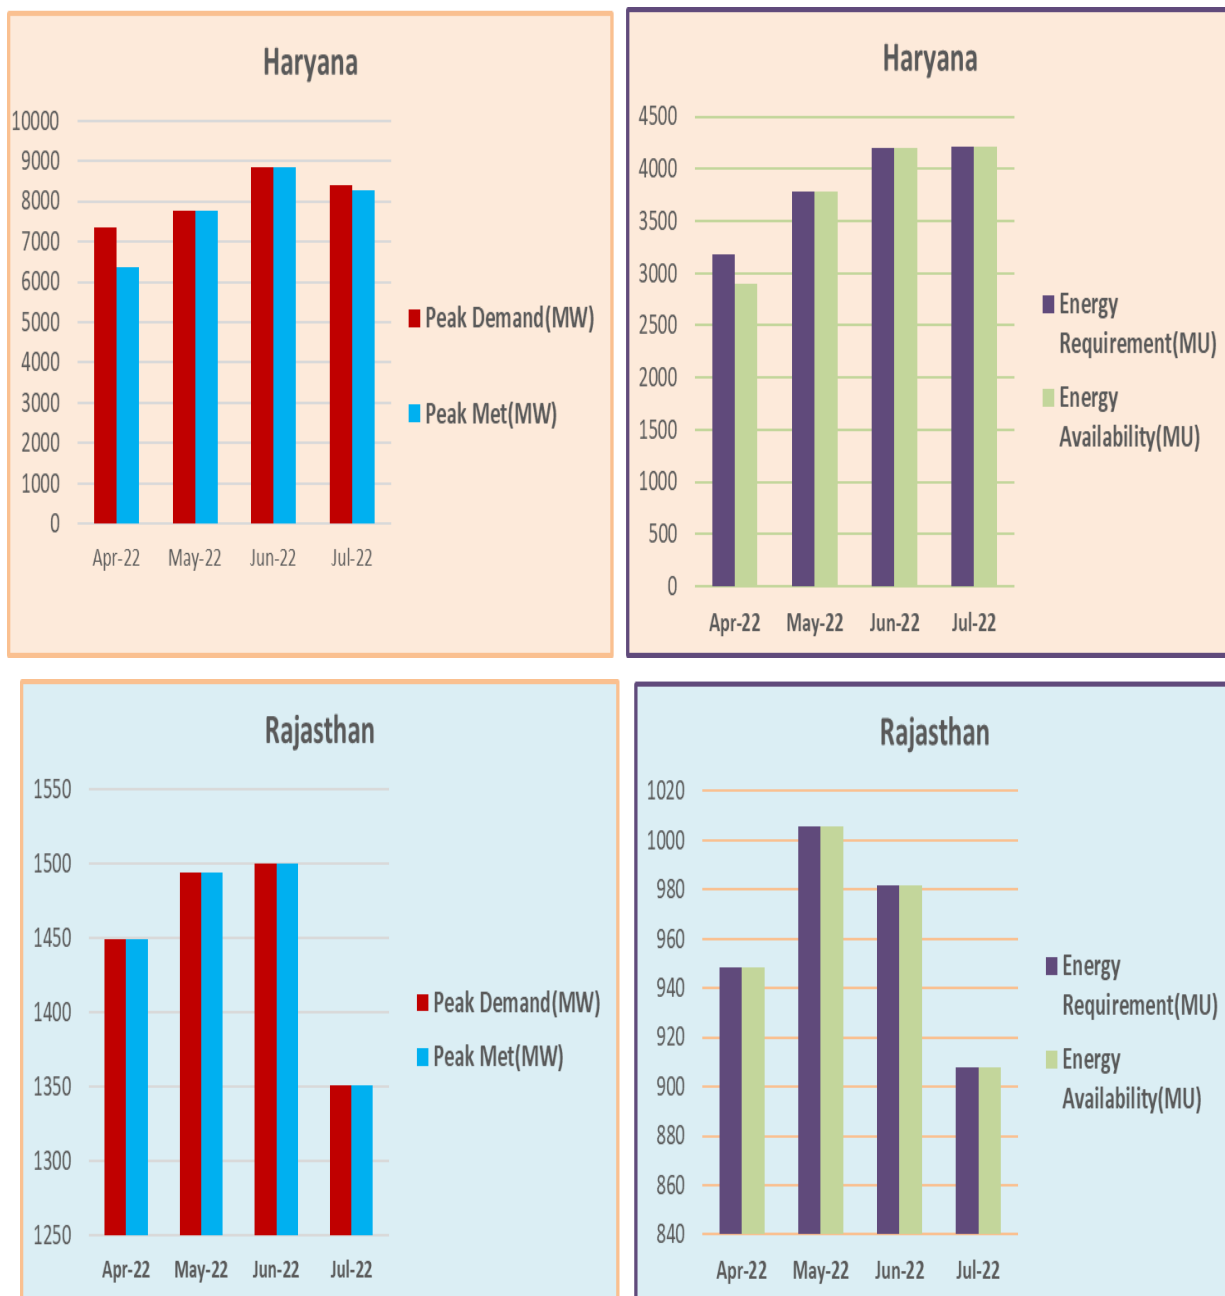 Haryana
10000
9000
8000
7000
6000
5000
4000
3000
2000
1000
0
Apr-22 May-22 Jun-22 Jul-22
Peak Demand(MW)
Peak Met(MW)
Haryana
4500
4000
3500
3000
2500
2000
1500
1000
500
0
Apr-22 May-22 Jun-22 Jul-22
Energy
Requirement(MU)
Energy
Availability(MU)
Rajasthan
1550
1500
1450
1400
1350
1300
1250
Apr-22 May-22 Jun-22 Jul-22
Peak Demand(MW)
Peak Met(MW)
Rajasthan
1020
1000
980
960
940
920
900
880
860
840
Apr-22 May-22 Jun-22 Jul-22
Energy
Requirement(MU)
Energy
Availability(MU)